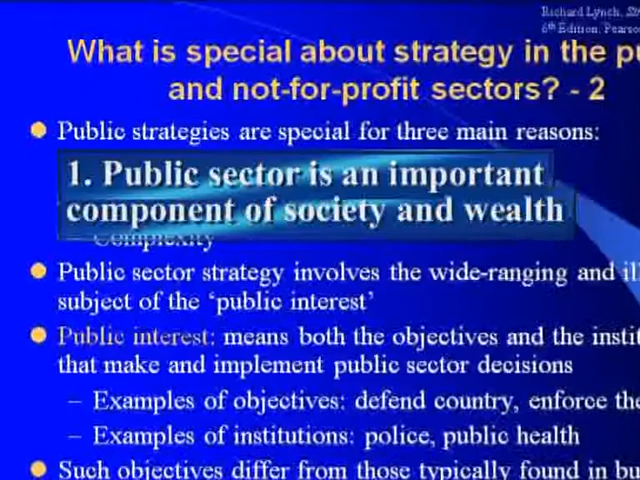 Richard Lynch,
6th Edition, Pearson
What is special about strategy in the
and not-for-profit sectors? - 2
Public strategies are special for three main reasons:
1. Public sector is an important
component of society and wealth
– Complexity
Public sector strategy involves the wide-ranging and
subject of the ‘public interest’
Public interest: means both the objectives and the
that make and implement public sector decisions
– Examples of objectives: defend country, enforce the
– Examples of institutions: police, public health
Such objectives differ from those typically found in